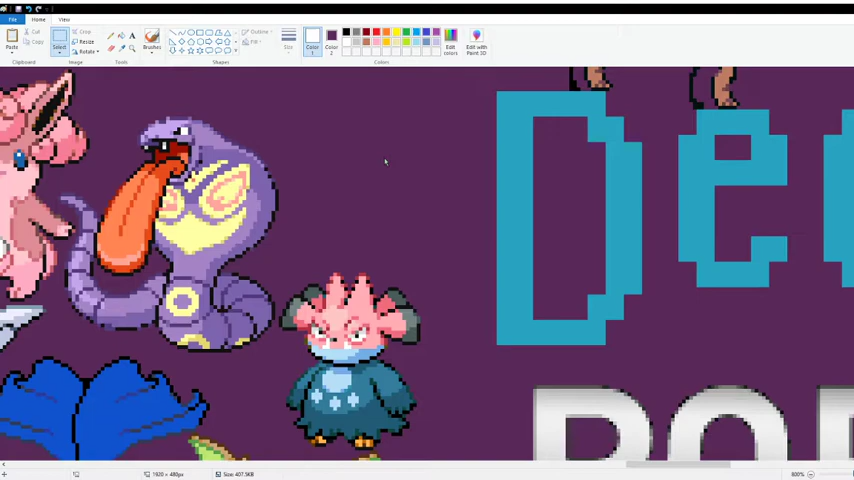 File Home View
Paste
Cut
Copy
Clipboard
Select
Crop
Resize
Rotate
Image
A
Tools
Brushes
Shapes
Outline
Fill
Size
Color 1
Color 2
Edit colors
Edit with Paint 3D
Colors
De
1920 × 480px
Size: 407.5KB
800%